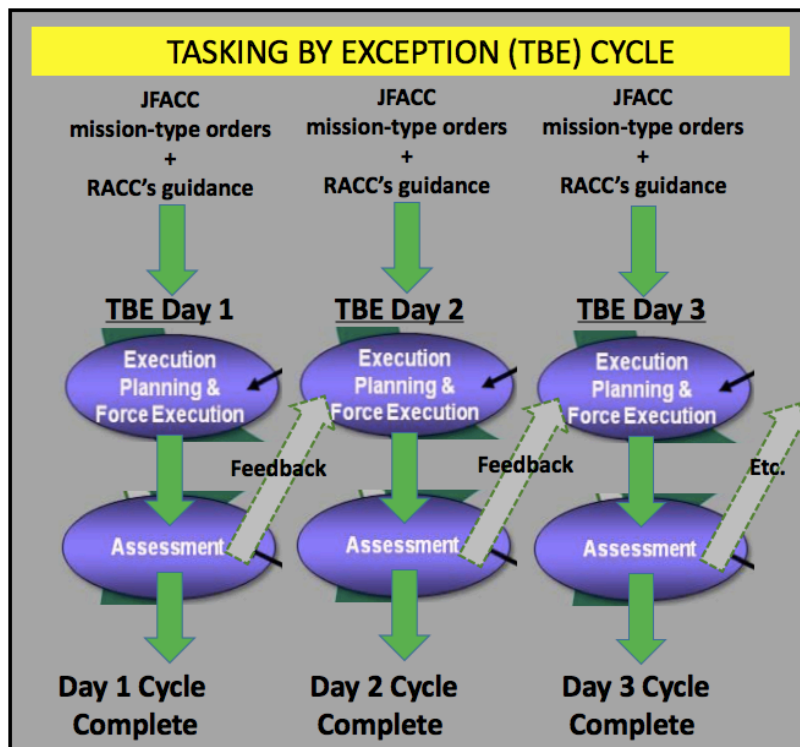 TASKING BY EXCEPTION (TBE) CYCLE
JFACC
mission-type orders
+
RACC's guidance
TBE Day 1
Execution
Planning &
Force Execution
Feedback
Assessment
Day 1 Cycle
Complete
JFACC
mission-type orders
+
RACC's guidance
TBE Day 2
Execution
Planning &
Force Execution
Feedback
Assessment
Day 2 Cycle
Complete
JFACC
mission-type orders
+
RACC's guidance
TBE Day 3
Execution
Planning &
Force Execution
Etc.
Assessment
Day 3 Cycle
Complete